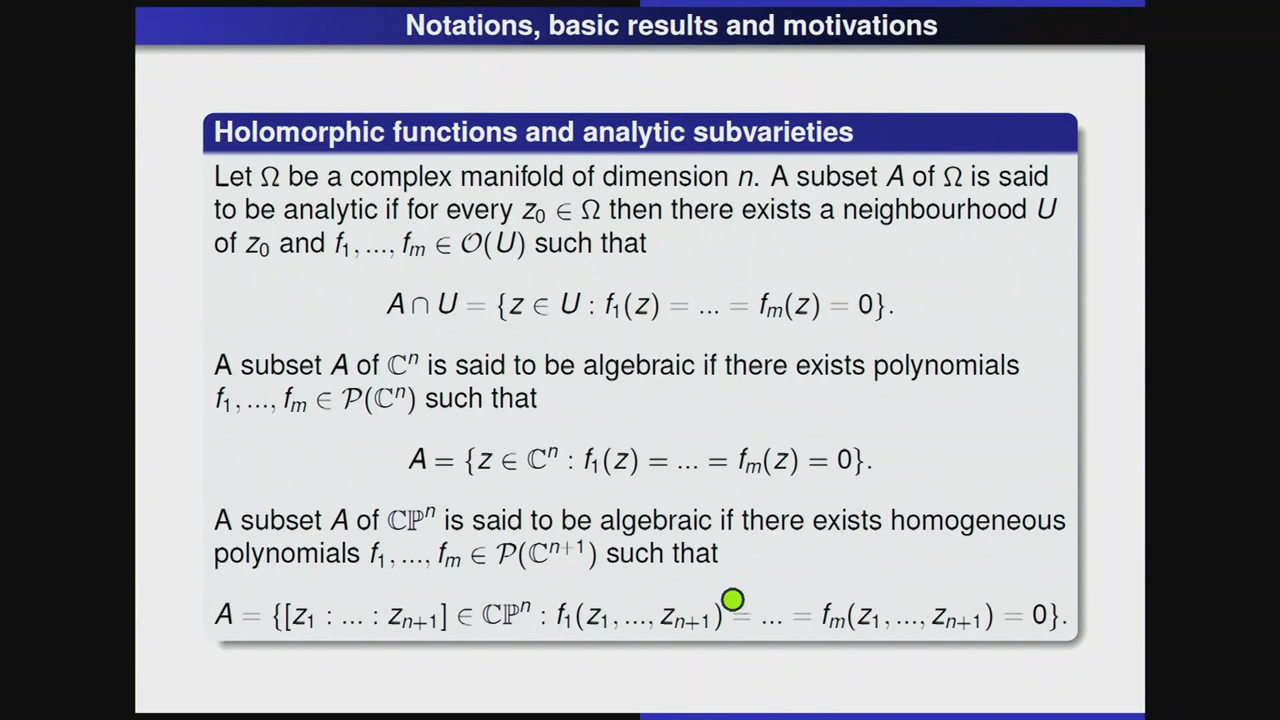 Notations, basic results and motivations
Holomorphic functions and analytic subvarieties
Let Ω be a complex manifold of dimension n. A subset A of Ω is said
to be analytic if for every z₀ ∈ Ω then there exists a neighbourhood U
of z₀ and f₁, ..., fₘ ∈ 𝒪(U) such that
A ∩ U = {z ∈ U : f₁(z) = ... = fₘ(z) = 0}.
A subset A of ℂⁿ is said to be algebraic if there exists polynomials
f₁, ..., fₘ ∈ 𝒫(ℂⁿ) such that
A = {z ∈ ℂⁿ : f₁(z) = ... = fₘ(z) = 0}.
A subset A of ℂℙⁿ is said to be algebraic if there exists homogeneous
polynomials f₁, ..., fₘ ∈ 𝒫(ℂⁿ⁺¹) such that
A = {[z₁ : ... : zₙ₊₁] ∈ ℂℙⁿ : f₁(z₁, ..., zₙ₊₁) = ... = fₘ(z₁, ..., zₙ₊₁) = 0}.